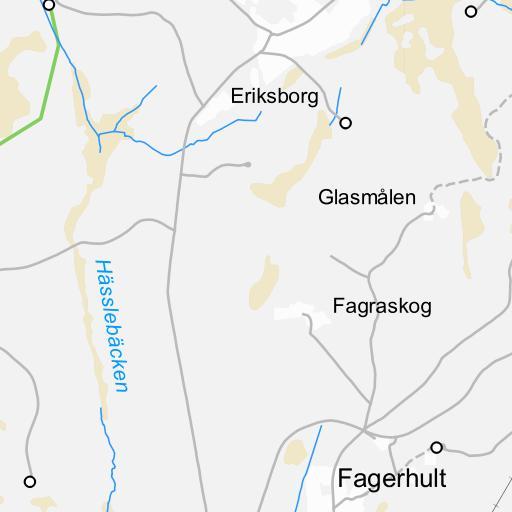 Eriksborg
Glasmålen
Hässlebäcken
Fagraskog
Fagerhult